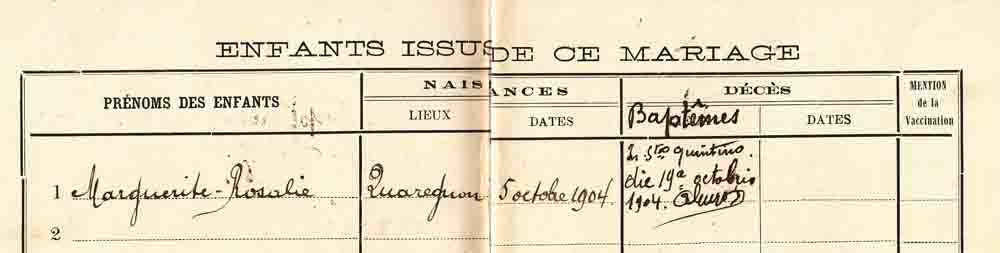 ENFANTS ISSUS DE CE MARIAGE
PRÉNOMS DES ENFANTS
NAISSANCES
DÉCÈS
MENTION
de la
Vaccination
LIEUX
DATES
Baptêmes
DATES
1 Marguerite-Rosalie
Quaregnon
5 octobre 1904.
In Sto quintino.
die 19a octobris
1904.
2